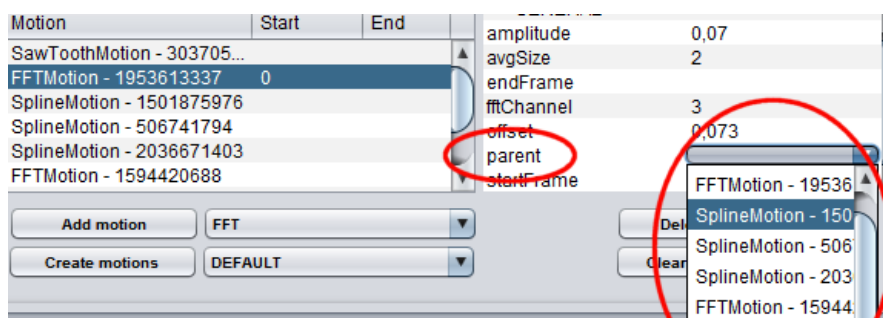 Motion Start End
SawToothMotion - 303705...
FFTMotion - 1953613337 0
SplineMotion - 1501875976
SplineMotion - 506741794
SplineMotion - 2036671403
FFTMotion - 1594420688
amplitude 0,07
avgSize 2
endFrame
fftChannel 3
offset 0,073
parent
startFrame
FFTMotion - 19536
SplineMotion - 150
SplineMotion - 506
SplineMotion - 203
FFTMotion - 15944
Add motion FFT
Create motions DEFAULT